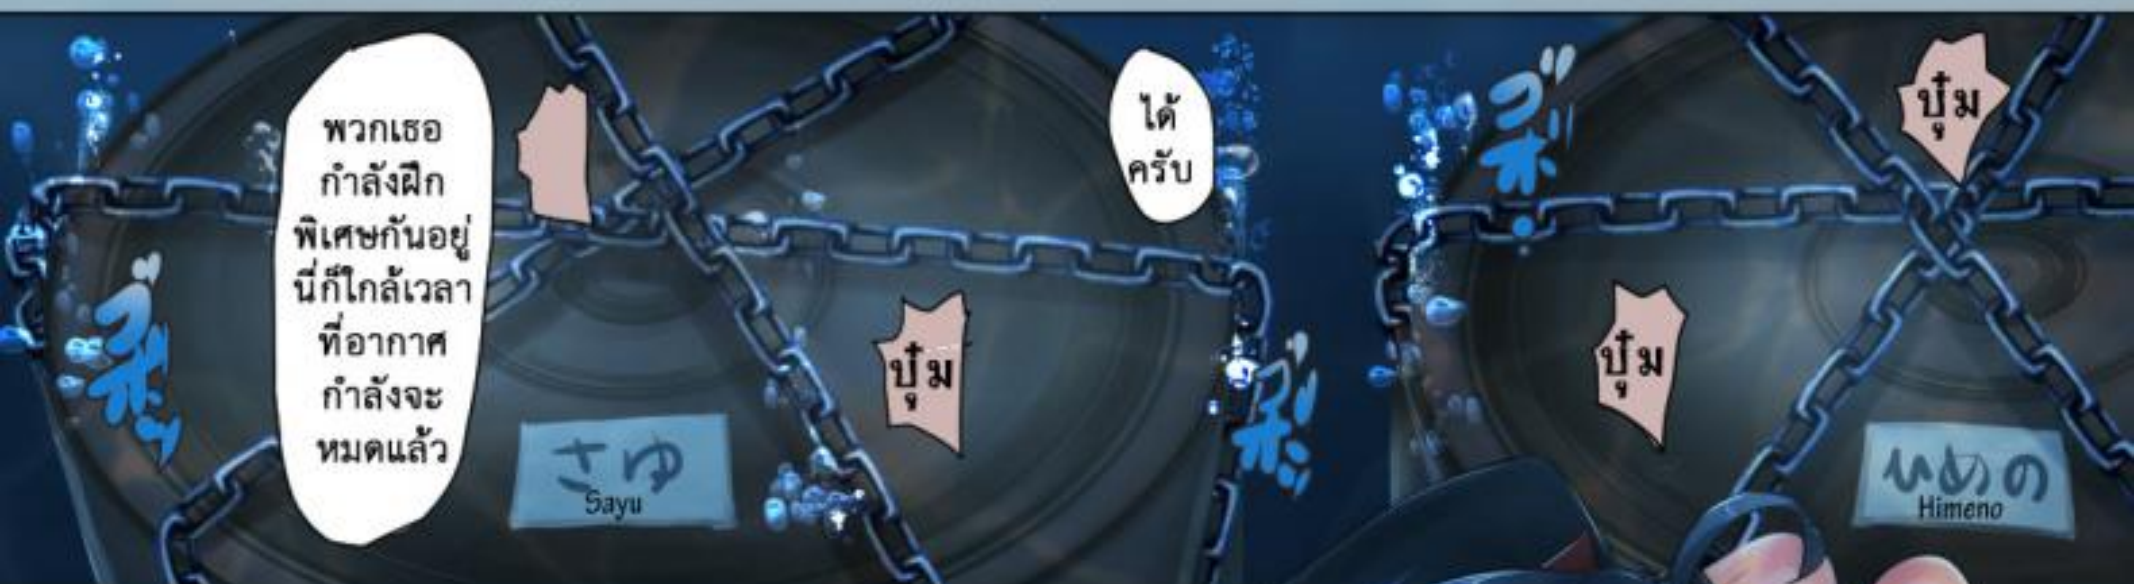 พวกเธอ
กำลังฝึก
พิเศษกันอยู่
นี่ก็ใกล้เวลา
ที่อากาศ
กำลังจะ
หมดแล้ว
ได้
ครับ
ปุ๋ม
さゆ
Sayu
ปุ๋ม
ปุ๋ม
ひめの
Himeno